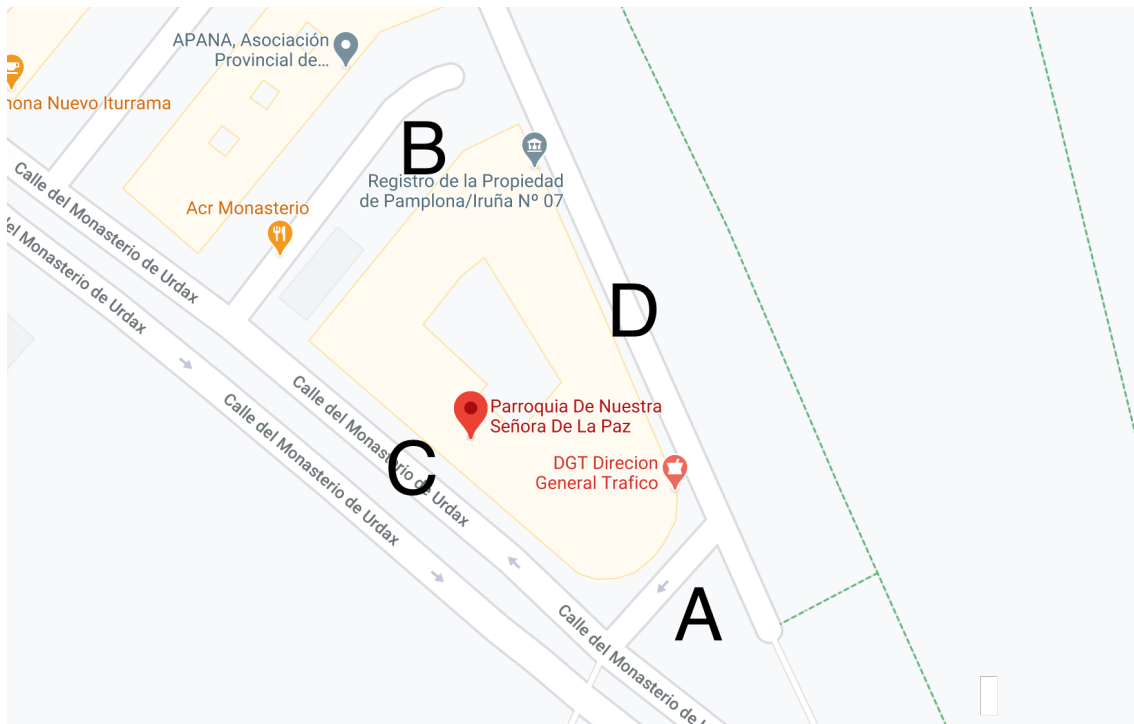 APANA, Asociación
Provincial de...
nona Nuevo Iturrama
B
Registro de la Propiedad
de Pamplona/Iruña Nº 07
Calle del Monasterio de Urdax
Acr Monasterio
del Monasterio de Urdax
D
Calle del Monasterio de Urdax
Calle del Monasterio de Urdax
Parroquia De Nuestra
Señora De La Paz
C
DGT Direcion
General Trafico
A
Calle del Monasterio de